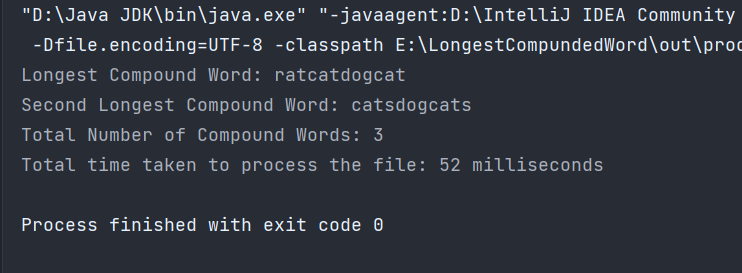 "D:\Java JDK\bin\java.exe" "-javaagent:D:\IntelliJ IDEA Community
-Dfile.encoding=UTF-8 -classpath E:\LongestCompundedWord\out\prod
Longest Compound Word: ratcatdogcat
Second Longest Compound Word: catsdogcats
Total Number of Compound Words: 3
Total time taken to process the file: 52 milliseconds
Process finished with exit code 0